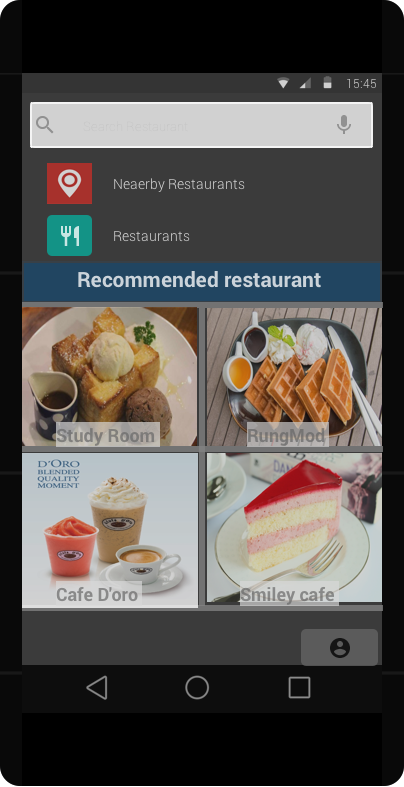 15:45
Search Restaurant
Neaerby Restaurants
Restaurants
Recommended restaurant
Study Room
RungMod
D'ORO
BLENDED
QUALITY
MOMENT
Cafe D'oro
Smiley cafe